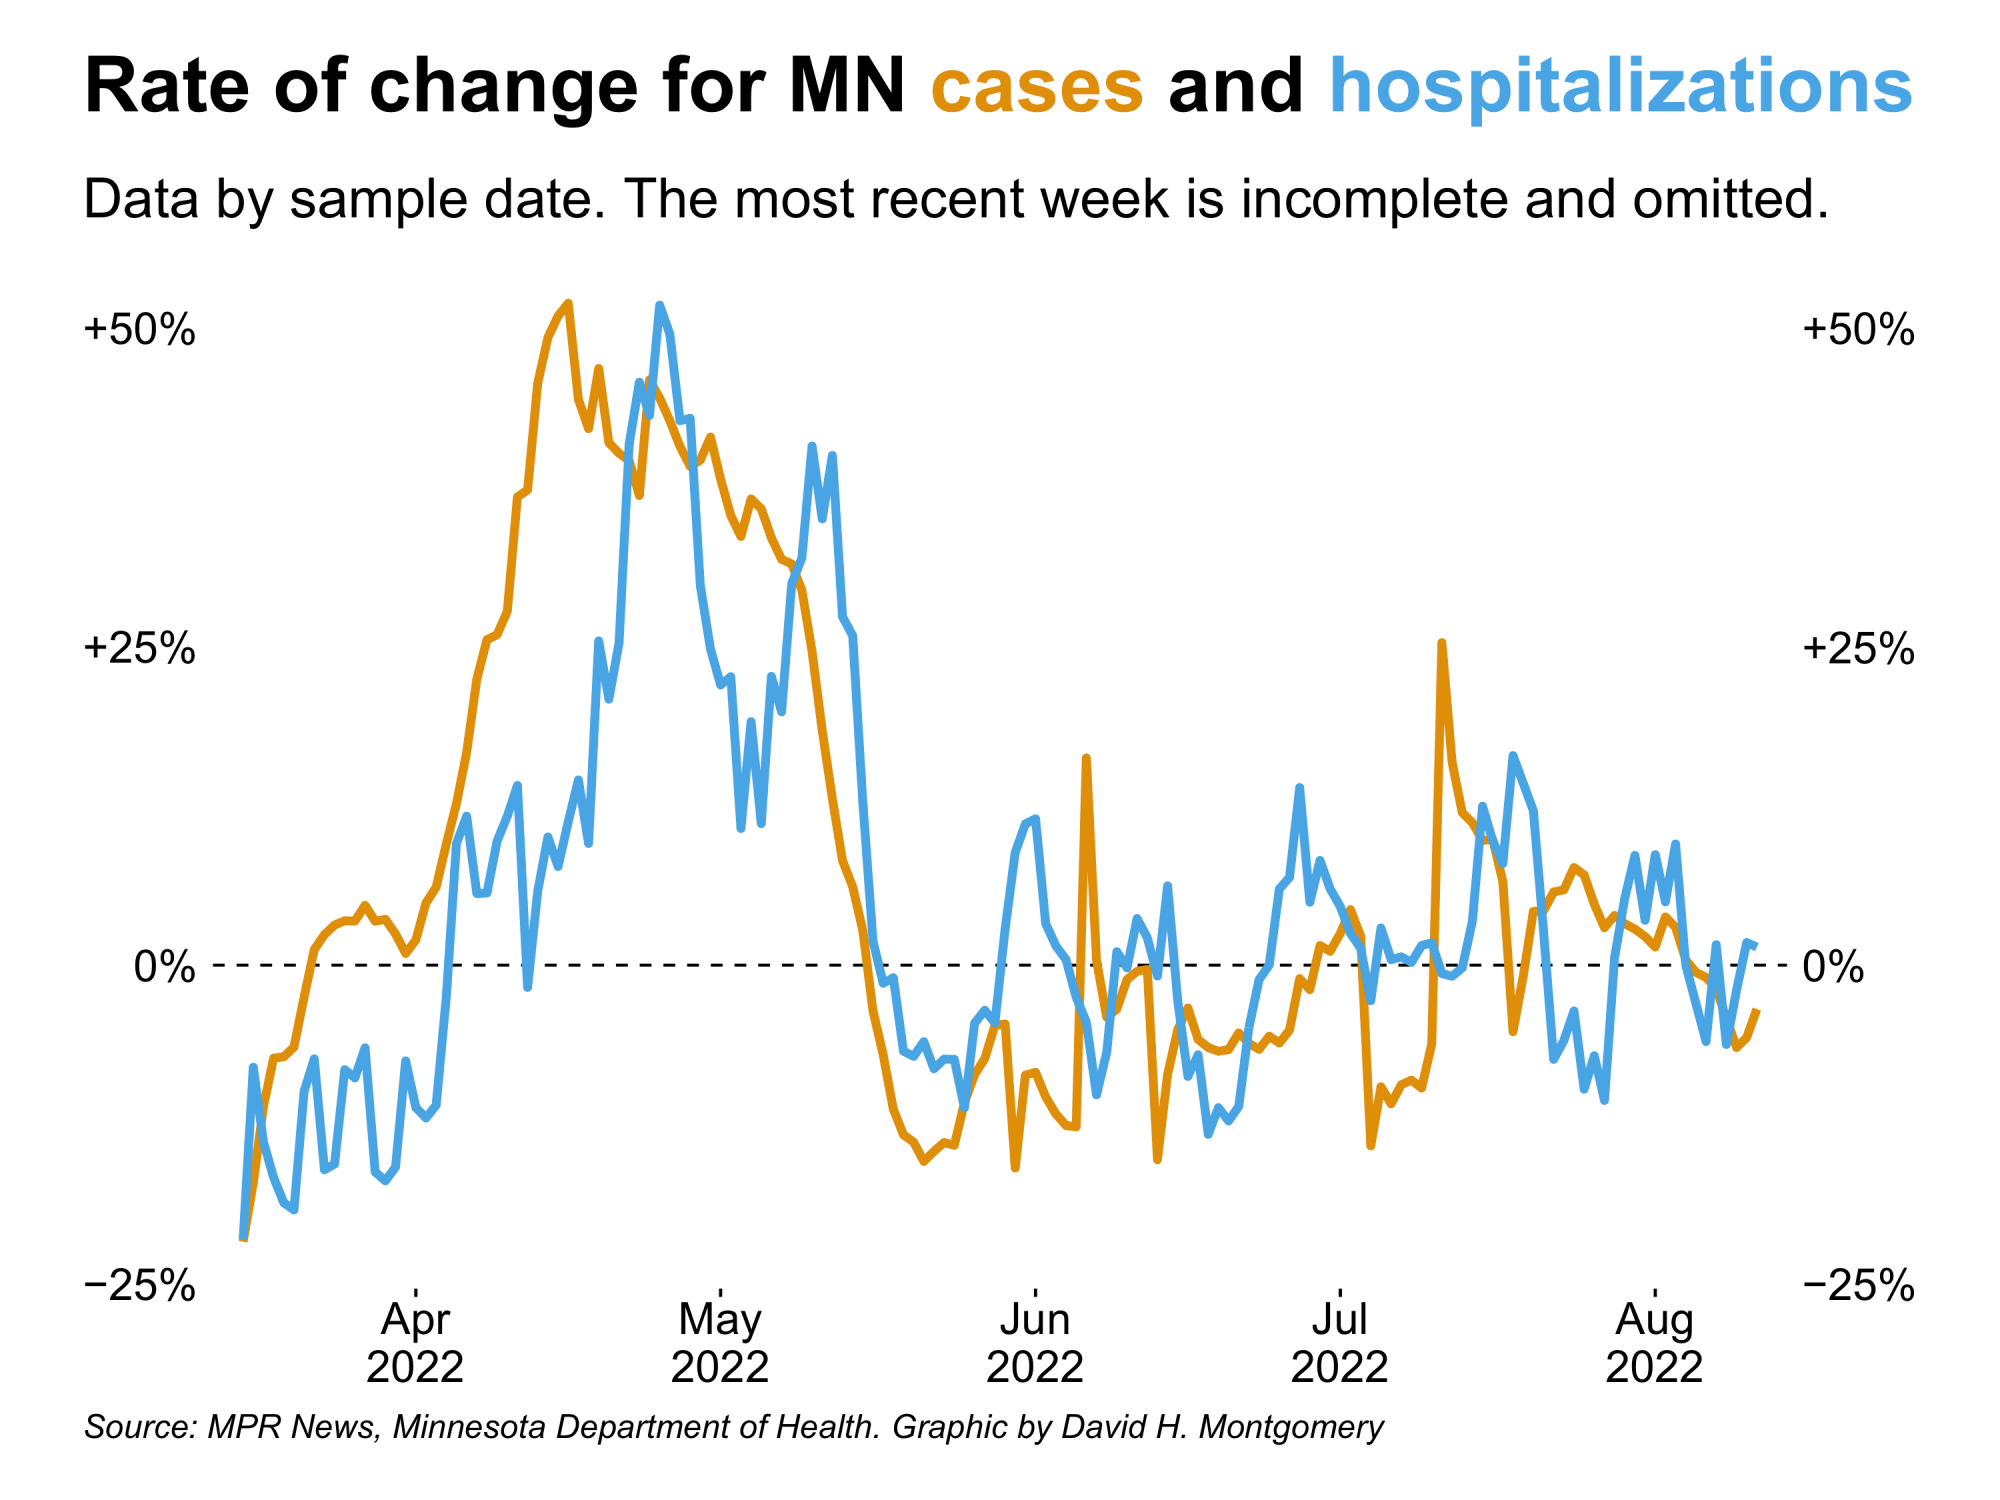 Rate of change for MN cases and hospitalizations
Data by sample date. The most recent week is incomplete and omitted.
+50% +50%
+25% +25%
0% 0%
−25% −25%
Apr May Jun Jul Aug
2022 2022 2022 2022 2022
Source: MPR News, Minnesota Department of Health. Graphic by David H. Montgomery